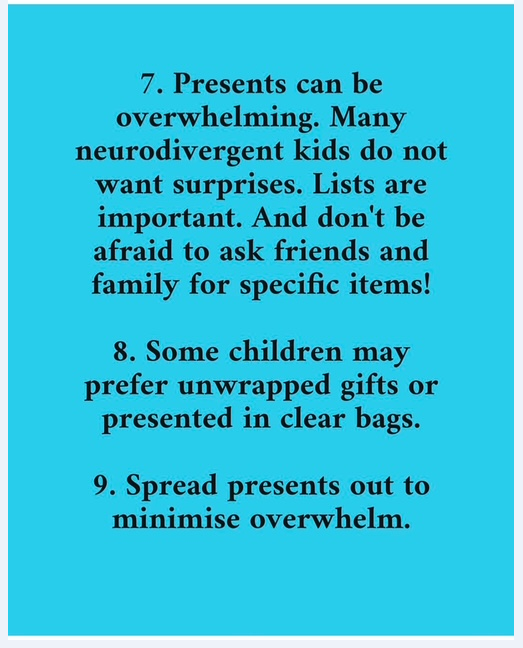 7. Presents can be
overwhelming. Many
neurodivergent kids do not
want surprises. Lists are
important. And don't be
afraid to ask friends and
family for specific items!
8. Some children may
prefer unwrapped gifts or
presented in clear bags.
9. Spread presents out to
minimise overwhelm.